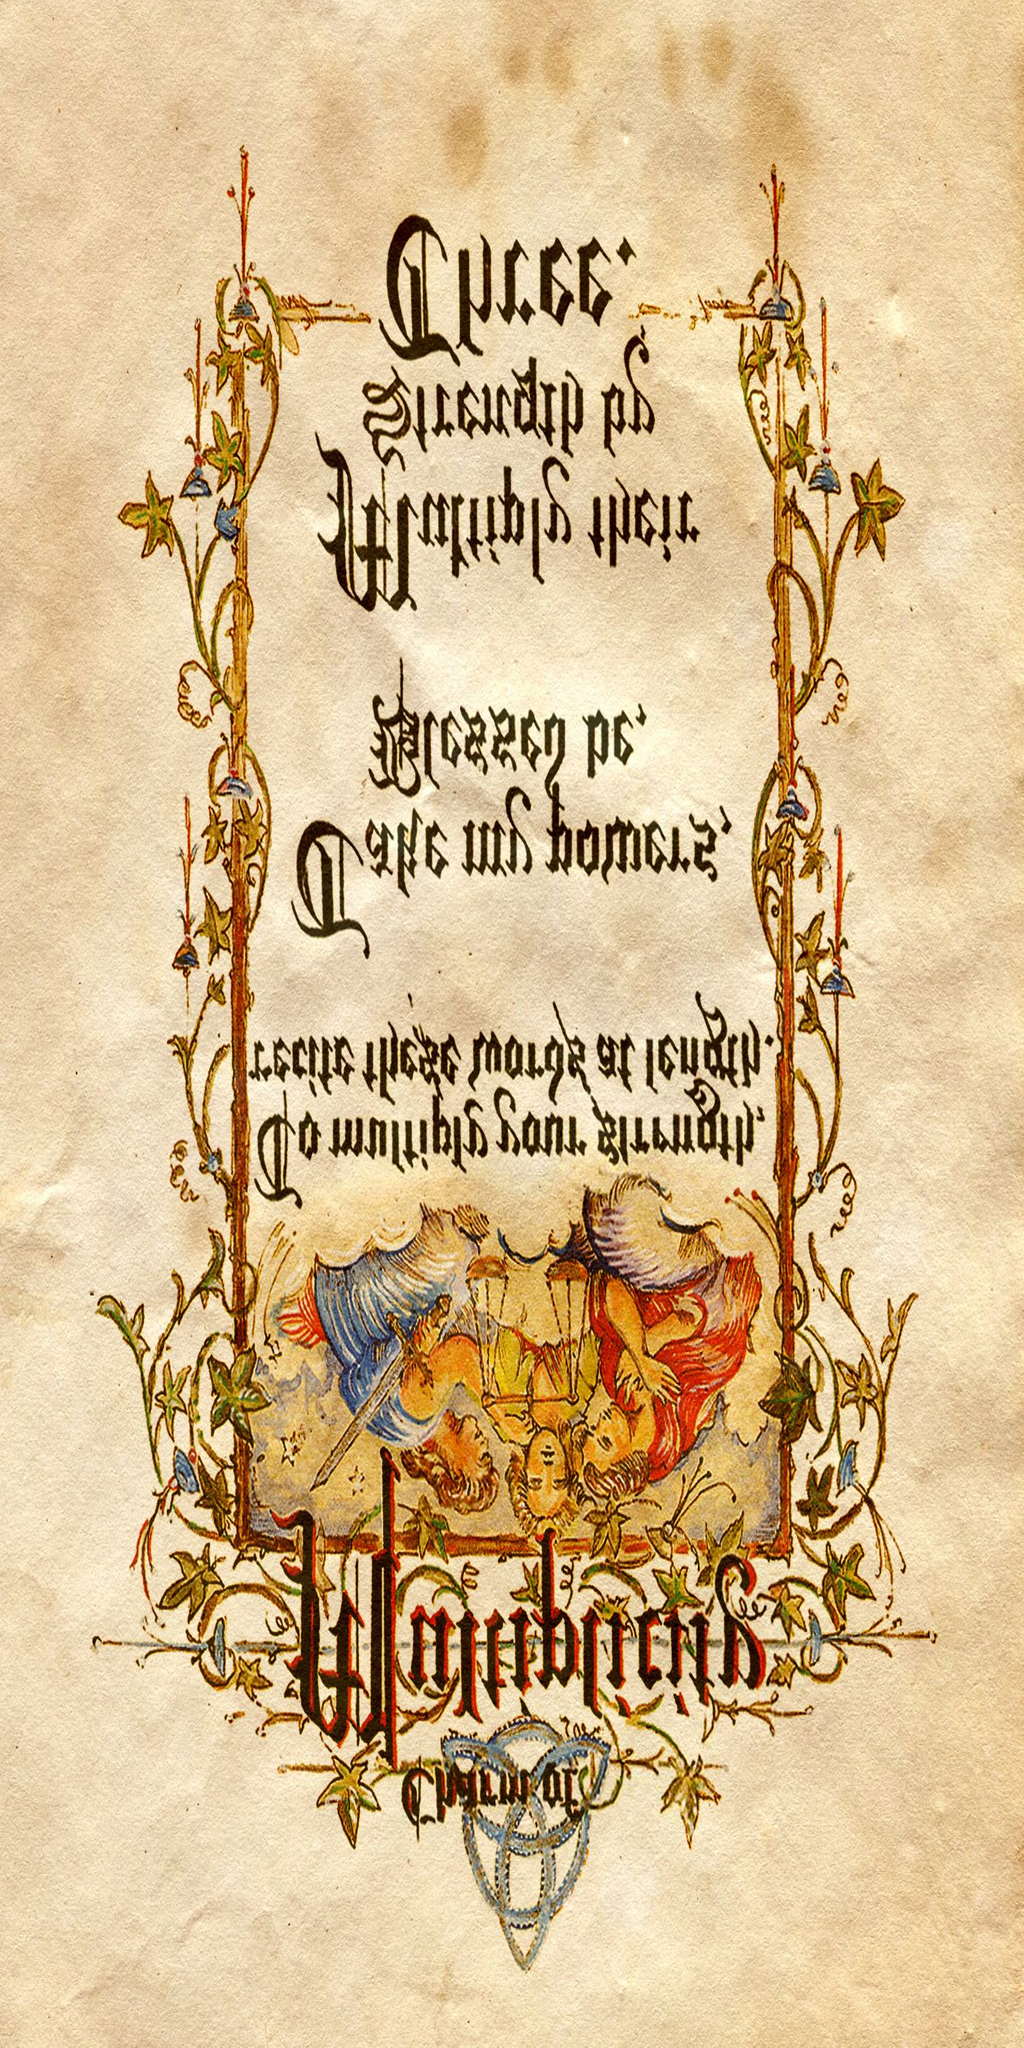 Charm of
Multiplicity
To multiply your strength,
recite these words at length.
Take my powers,
Blessed be.
Multiply their
Strength by
Three.